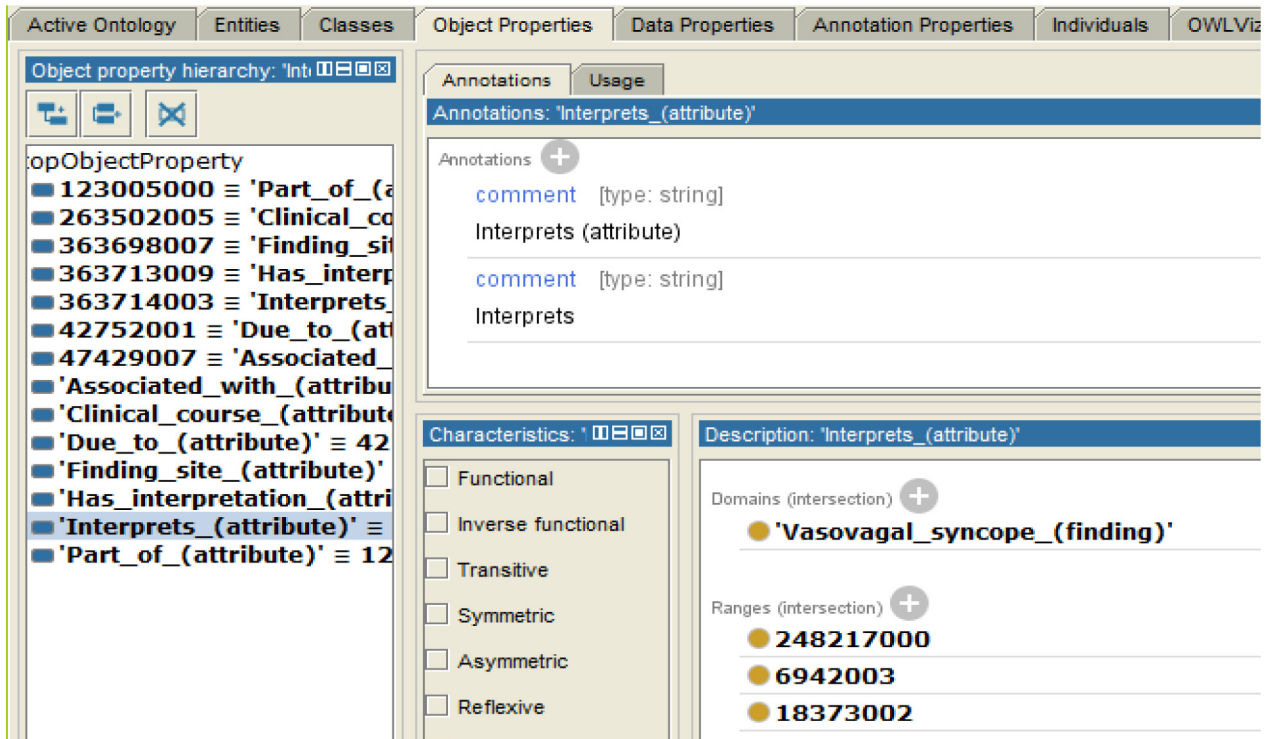 Active Ontology Entities Classes Object Properties Data Properties Annotation Properties Individuals OWLViz
Object property hierarchy: 'Int
topObjectProperty
123005000 ≡ 'Part_of_(a
263502005 ≡ 'Clinical_co
363698007 ≡ 'Finding_sit
363713009 ≡ 'Has_interp
363714003 ≡ 'Interprets_
42752001 ≡ 'Due_to_(att
47429007 ≡ 'Associated_
'Associated_with_(attribu
'Clinical_course_(attribute
'Due_to_(attribute)' ≡ 42
'Finding_site_(attribute)'
'Has_interpretation_(attri
'Interprets_(attribute)' ≡
'Part_of_(attribute)' ≡ 12
Annotations Usage
Annotations: 'Interprets_(attribute)'
Annotations
comment [type: string]
Interprets (attribute)
comment [type: string]
Interprets
Characteristics: '
Functional
Inverse functional
Transitive
Symmetric
Asymmetric
Reflexive
Description: 'Interprets_(attribute)'
Domains (intersection)
'Vasovagal_syncope_(finding)'
Ranges (intersection)
248217000
6942003
18373002